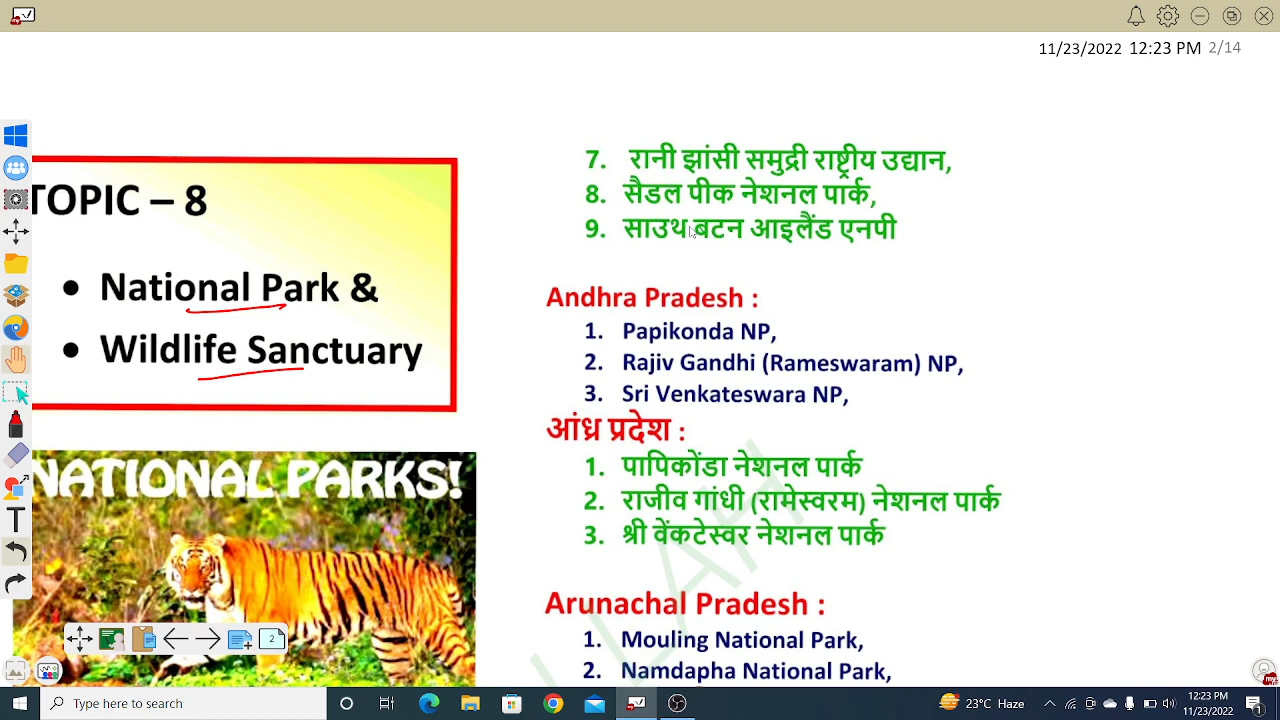 11/23/2022 12:23 PM 2/14
TOPIC – 8
• National Park &
• Wildlife Sanctuary
NATIONAL PARKS!
7. रानी झांसी समुद्री राष्ट्रीय उद्यान,
8. सैडल पीक नेशनल पार्क,
9. साउथ बटन आइलैंड एनपी
Andhra Pradesh :
1. Papikonda NP,
2. Rajiv Gandhi (Rameswaram) NP,
3. Sri Venkateswara NP,
आंध्र प्रदेश :
1. पापिकोंडा नेशनल पार्क
2. राजीव गांधी (रामेस्वरम) नेशनल पार्क
3. श्री वेंकटेस्वर नेशनल पार्क
Arunachal Pradesh :
1. Mouling National Park,
2. Namdapha National Park,
2
Type here to search
23°C Haze
12:23 PM
11/23/2022